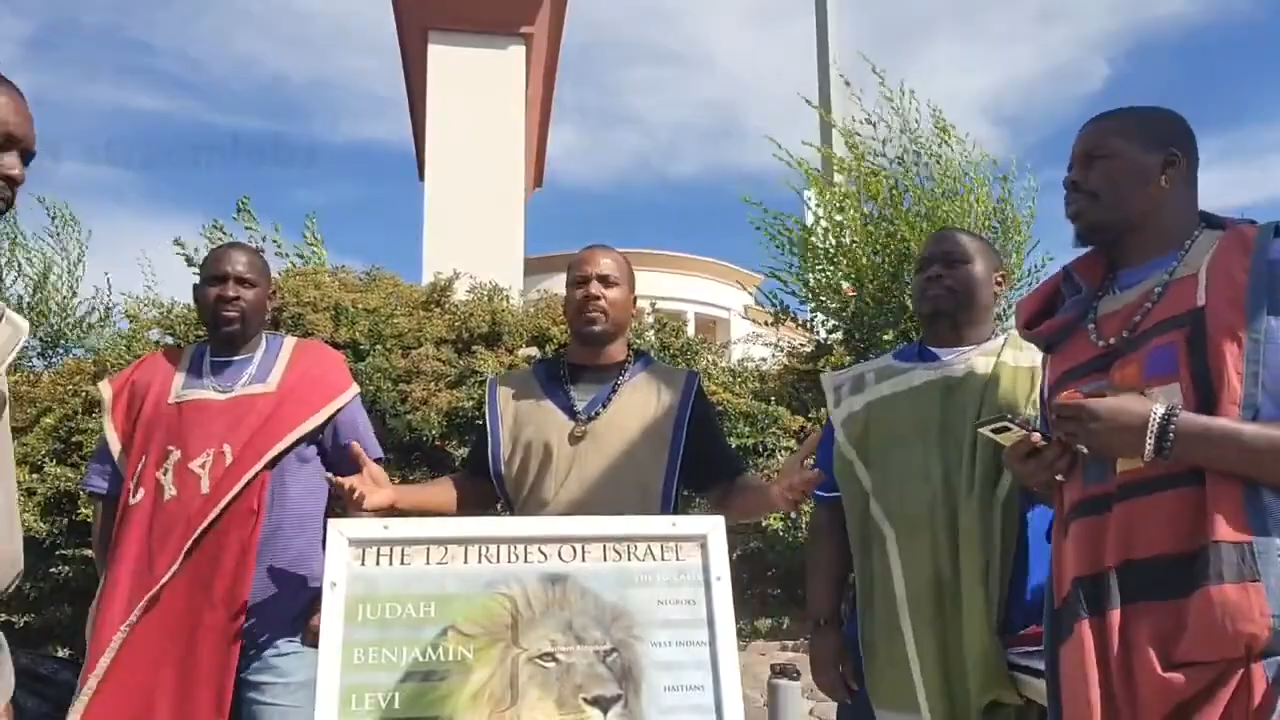 THE 12 TRIBES OF ISRAEL
JUDAH
NEGROES
BENJAMIN
WEST INDIANS
LEVI
HAITIANS